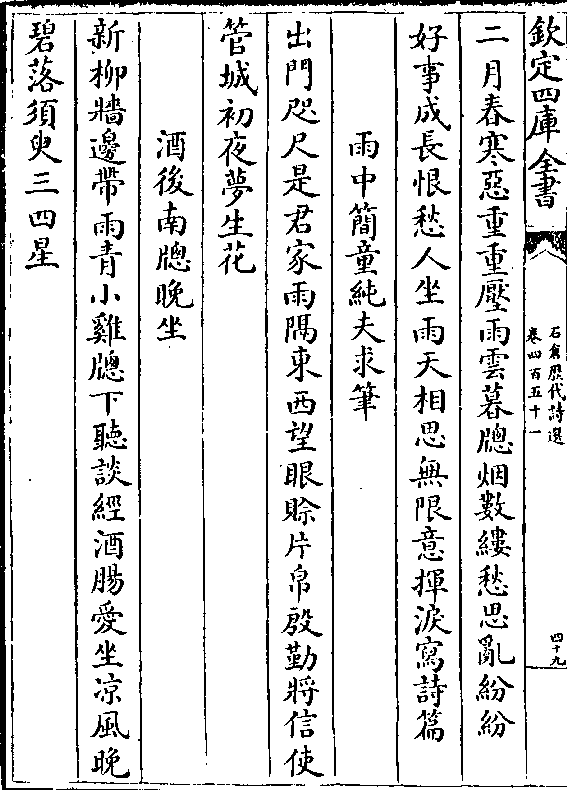 欽定四庫全書
石倉歷代詩選
卷四百五十一
四十九
二月春寒惡重重壓雨雲暮牕烟數縷愁思亂紛紛
好事成長恨愁人坐雨天相思無限意揮淚寫詩篇
雨中簡童純夫求筆
出門咫尺是君家雨隅東西望眼賒片帛殷勤將信使
管城初夜夢生花
酒後南牕晚坐
新柳牆邊帶雨青小雞牕下聽談經酒腸愛坐凉風晚
碧落須臾三四星